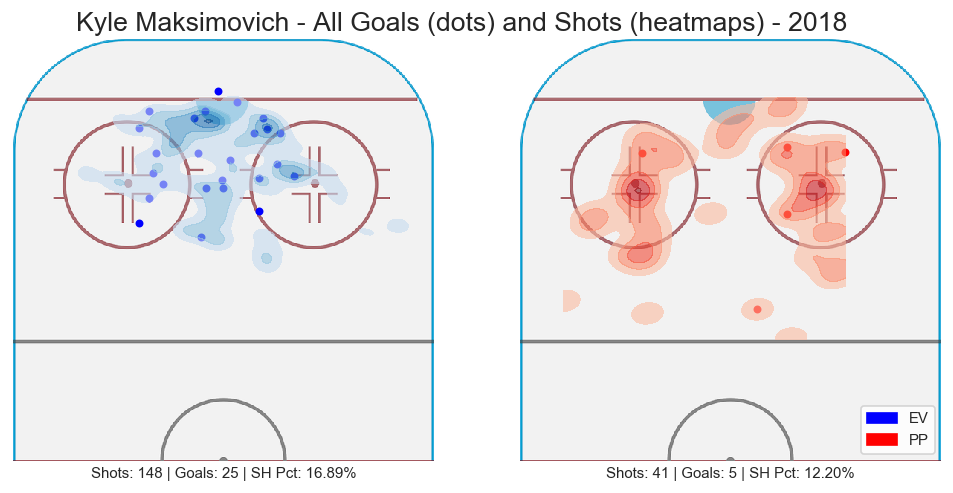 Kyle Maksimovich - All Goals (dots) and Shots (heatmaps) - 2018
EV
PP
Shots: 148 | Goals: 25 | SH Pct: 16.89%
Shots: 41 | Goals: 5 | SH Pct: 12.20%